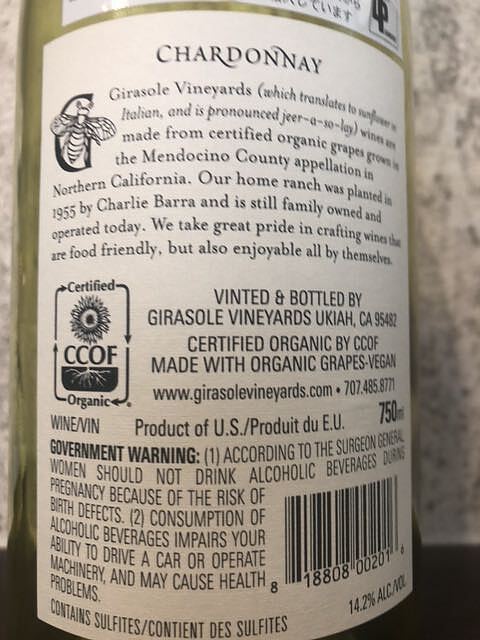 しています
CHARDONNAY
Girasole Vineyards (which translates to sunflower in
Italian, and is pronounced jeer-a-so-lay) wines are
made from certified organic grapes grown in
the Mendocino County appellation in
Northern California. Our home ranch was planted in
1955 by Charlie Barra and is still family owned and
operated today. We take great pride in crafting wines that
are food friendly, but also enjoyable all by themselves.
Certified
CCOF
Organic
VINTED & BOTTLED BY
GIRASOLE VINEYARDS UKIAH, CA 95482
CERTIFIED ORGANIC BY CCOF
MADE WITH ORGANIC GRAPES-VEGAN
www.girasolevineyards.com • 707.485.8771
WINE/VIN Product of U.S./Produit du E.U. 750ml
GOVERNMENT WARNING: (1) ACCORDING TO THE SURGEON GENERAL,
WOMEN SHOULD NOT DRINK ALCOHOLIC BEVERAGES DURING
PREGNANCY BECAUSE OF THE RISK OF
BIRTH DEFECTS. (2) CONSUMPTION OF
ALCOHOLIC BEVERAGES IMPAIRS YOUR
ABILITY TO DRIVE A CAR OR OPERATE
MACHINERY, AND MAY CAUSE HEALTH
PROBLEMS.
8 18808 00201 6
CONTAINS SULFITES/CONTIENT DES SULFITES
14.2% ALC/VOL